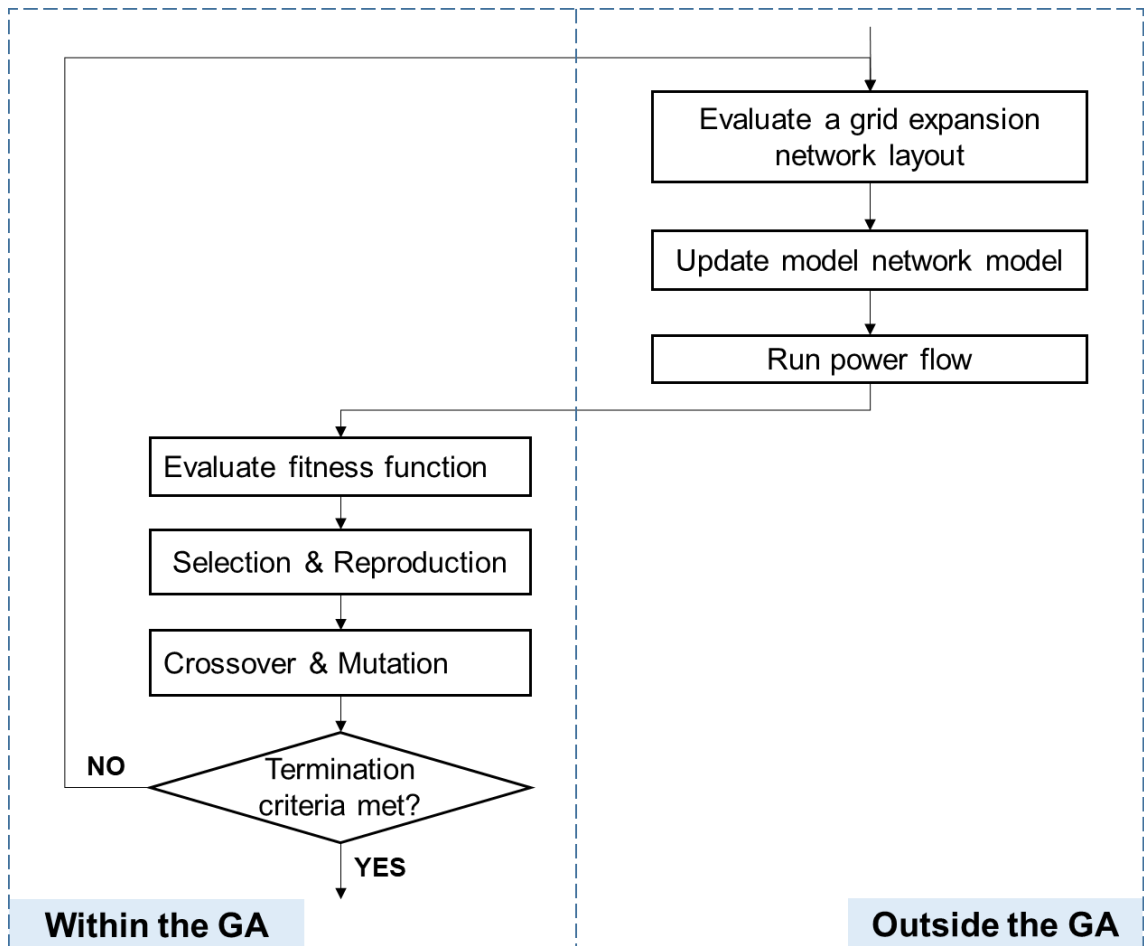 Evaluate a grid expansion
network layout
Update model network model
Run power flow
Evaluate fitness function
Selection & Reproduction
Crossover & Mutation
Termination
criteria met?
NO
YES
Within the GA
Outside the GA